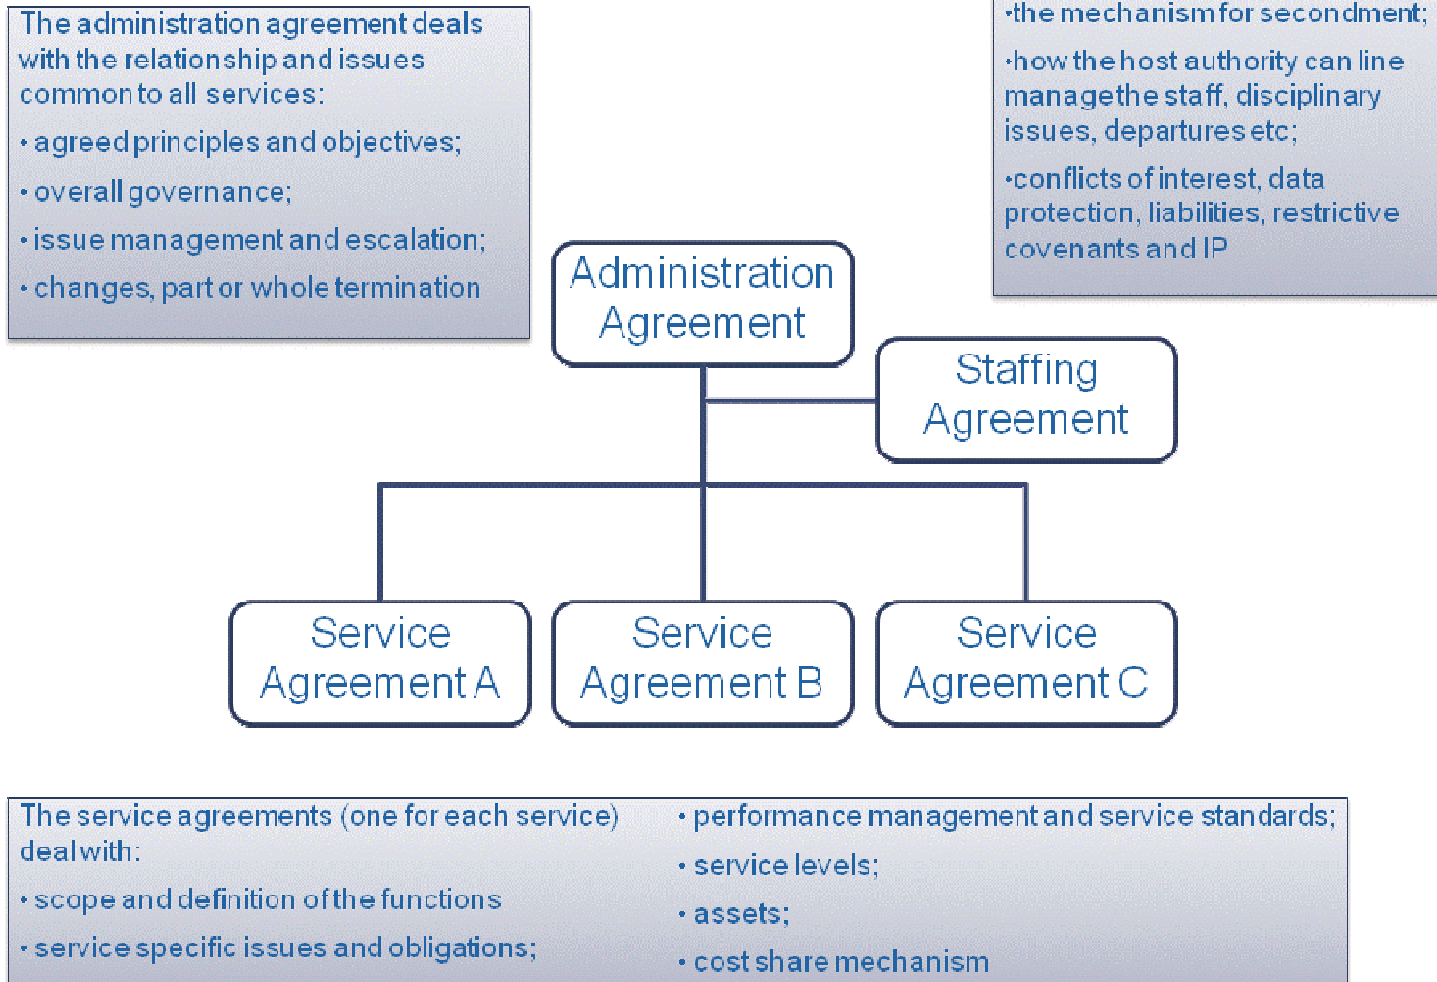 The administration agreement deals
with the relationship and issues
common to all services:
• agreed principles and objectives;
• overall governance;
• issue management and escalation;
• changes, part or whole termination
•the mechanism for secondment;
•how the host authority can line
manage the staff, disciplinary
issues, departures etc;
•conflicts of interest, data
protection, liabilities, restrictive
covenants and IP
Administration
Agreement
Staffing
Agreement
Service
Agreement A
Service
Agreement B
Service
Agreement C
The service agreements (one for each service)
deal with:
• scope and definition of the functions
• service specific issues and obligations;
• performance management and service standards;
• service levels;
• assets;
• cost share mechanism